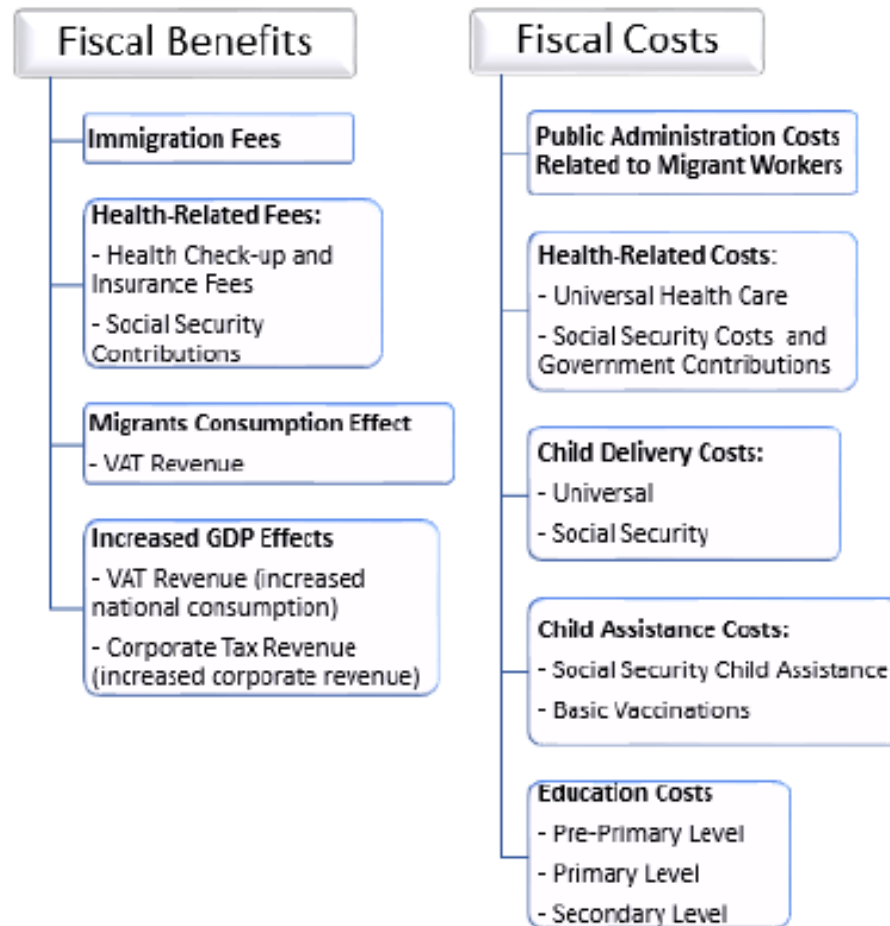 Fiscal Benefits
Immigration Fees
Health-Related Fees:
- Health Check-up and
Insurance Fees
- Social Security
Contributions
Migrants Consumption Effect
- VAT Revenue
Increased GDP Effects
- VAT Revenue (increased
national consumption)
- Corporate Tax Revenue
(increased corporate revenue)
Fiscal Costs
Public Administration Costs
Related to Migrant Workers
Health-Related Costs:
- Universal Health Care
- Social Security Costs and
Government Contributions
Child Delivery Costs:
- Universal
- Social Security
Child Assistance Costs:
- Social Security Child Assistance
- Basic Vaccinations
Education Costs
- Pre-Primary Level
- Primary Level
- Secondary Level